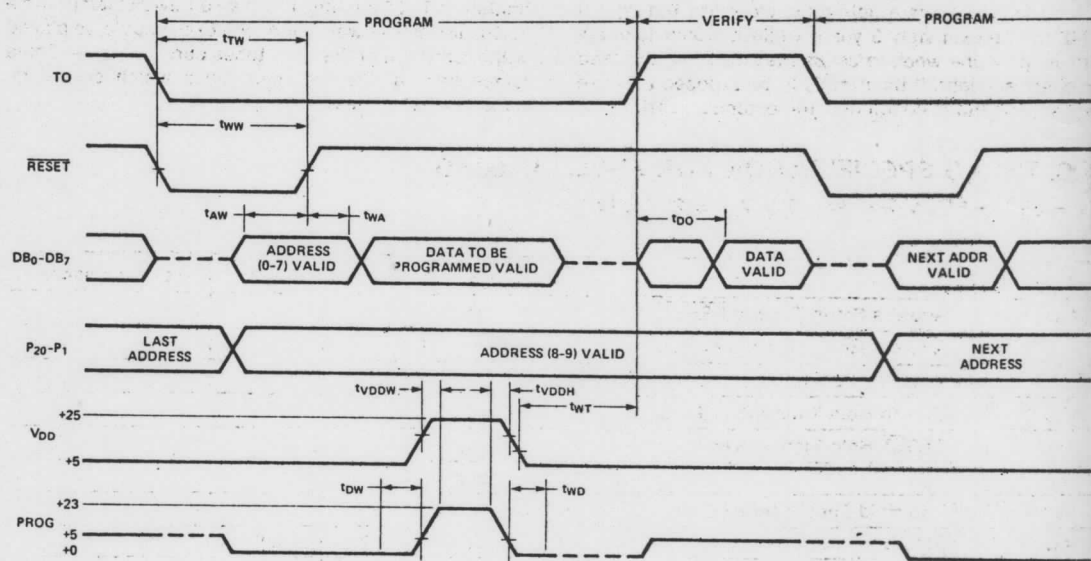 PROGRAM
VERIFY
PROGRAM
tTW
TO
tWW
RESET
tAW
tWA
tDO
DB0-DB7
ADDRESS
(0-7) VALID
DATA TO BE
PROGRAMMED VALID
DATA
VALID
NEXT ADDR
VALID
P20-P1
LAST
ADDRESS
ADDRESS (8-9) VALID
NEXT
ADDRESS
tVDDW
tVDDH
tWT
+25
VDD
+5
tDW
tWD
+23
PROG
+5
+0